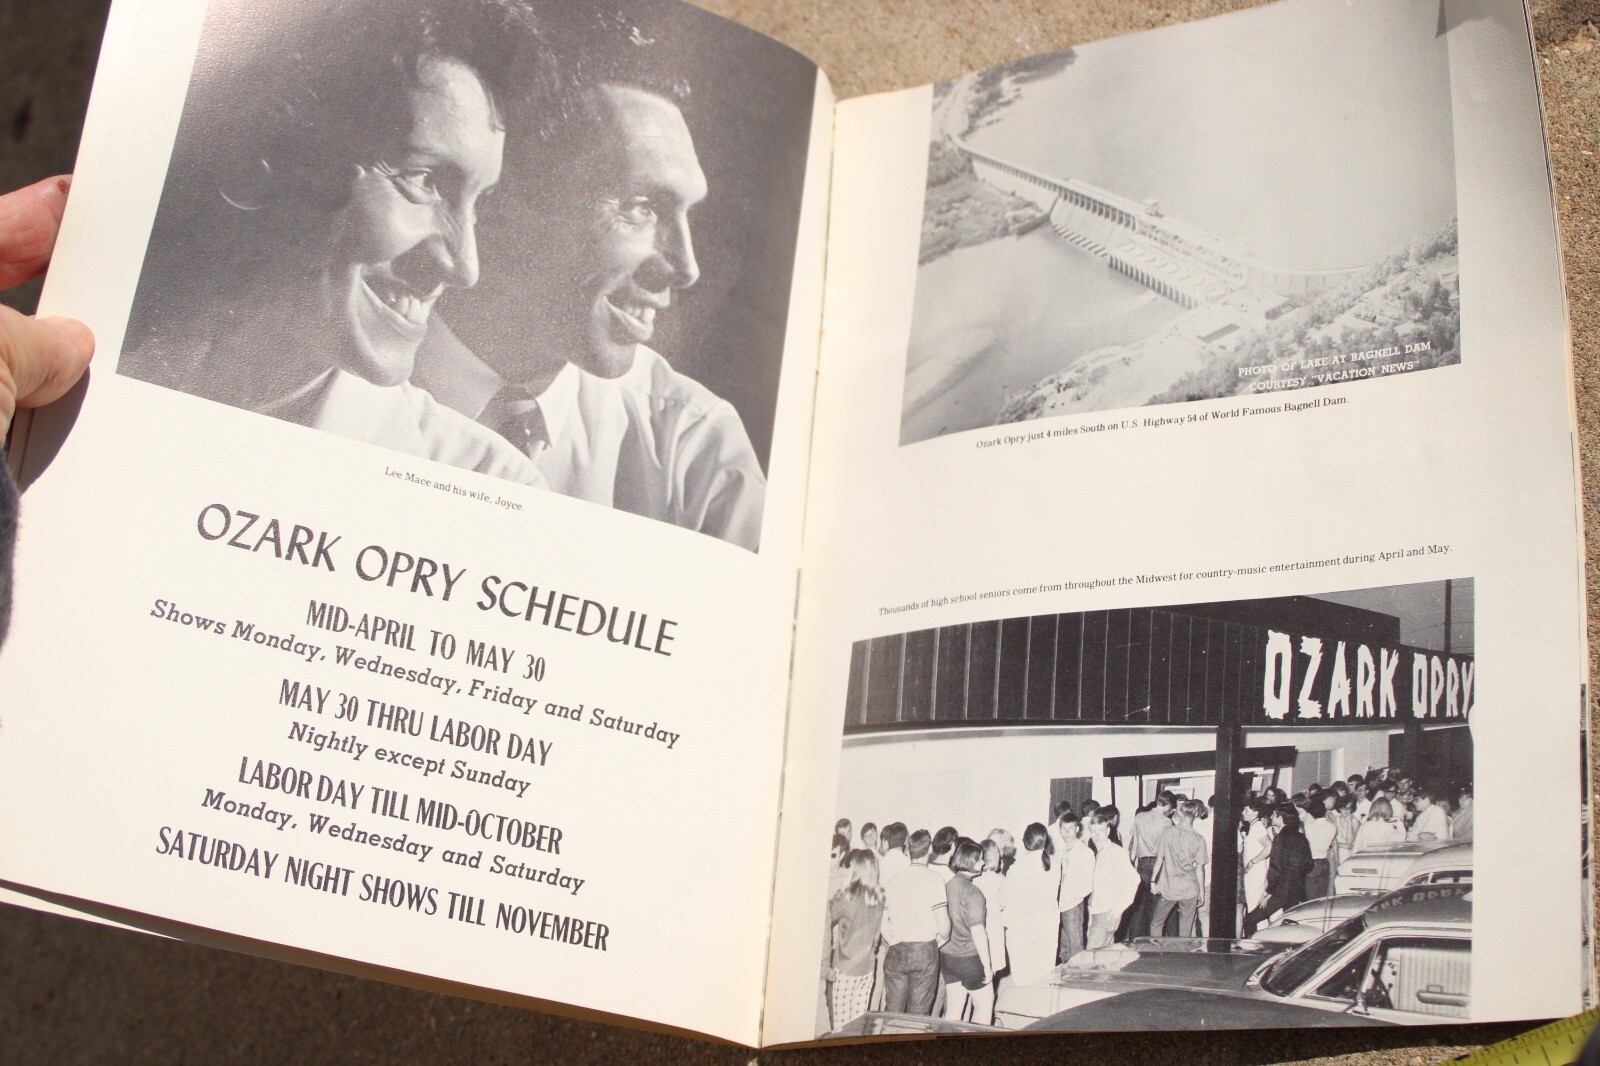 Lee Mace and his wife, Joyce.
OZARK OPRY SCHEDULE
MID-APRIL TO MAY 30
Shows Monday, Wednesday, Friday and Saturday
MAY 30 THRU LABOR DAY
Nightly except Sunday
LABOR DAY TILL MID-OCTOBER
Monday, Wednesday and Saturday
SATURDAY NIGHT SHOWS TILL NOVEMBER
PHOTO OF LAKE AT BAGNELL DAM
COURTESY "VACATION NEWS"
Ozark Opry just 4 miles South on U.S. Highway 54 of World Famous Bagnell Dam.
Thousands of high school seniors come from throughout the Midwest for country-music entertainment during April and May.
OZARK OPRY